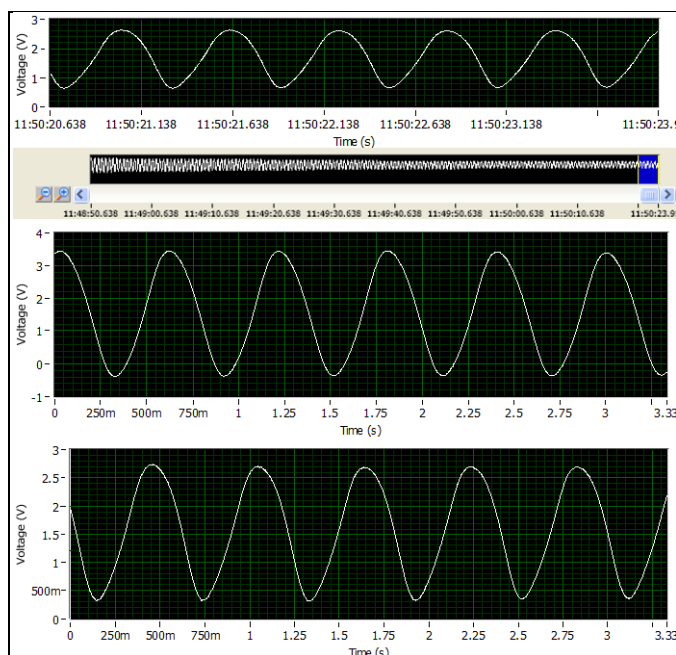 3
2
1
0
Voltage (V)
11:50:20.638 11:50:21.138 11:50:21.638 11:50:22.138 11:50:22.638 11:50:23.138 11:50:23.9
Time (s)
11:48:50.638 11:49:00.638 11:49:10.638 11:49:20.638 11:49:30.638 11:49:40.638 11:49:50.638 11:50:00.638 11:50:10.638 11:50:23.9
4
3
2
1
0
-1
Voltage (V)
0 250m 500m 750m 1 1.25 1.5 1.75 2 2.25 2.5 2.75 3 3.33
Time (s)
3
2.5
2
1.5
1
500m
0
Voltage (V)
0 250m 500m 750m 1 1.25 1.5 1.75 2 2.25 2.5 2.75 3 3.33
Time (s)